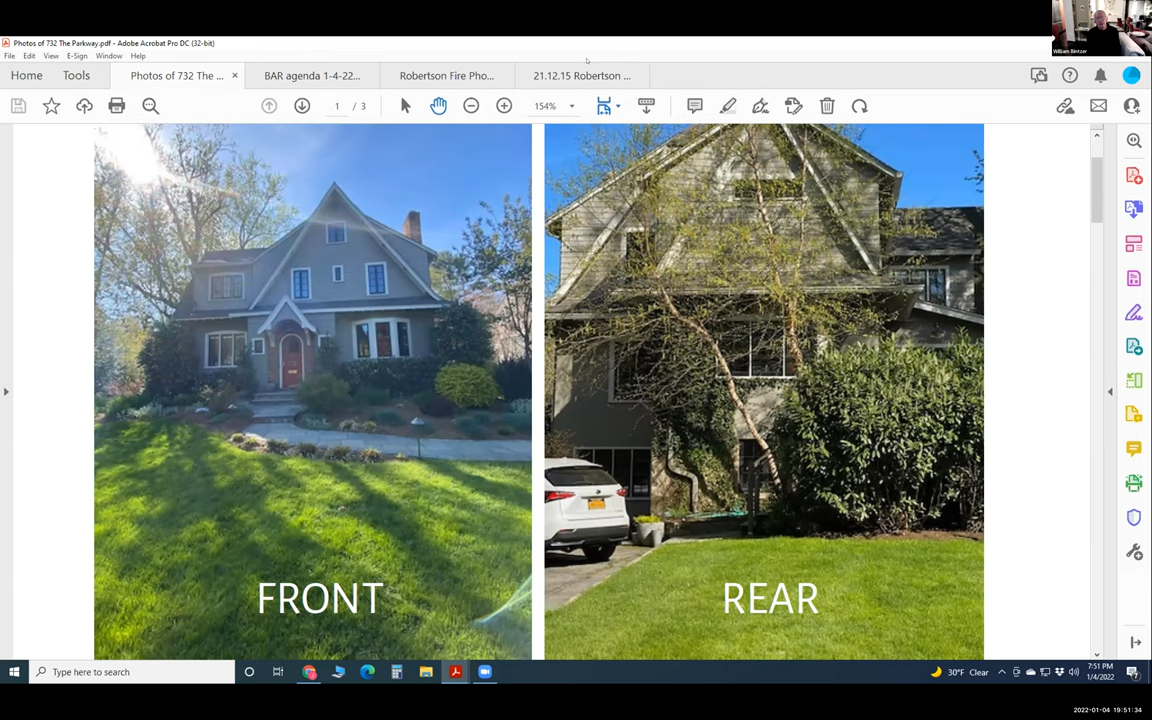 Photos of 732 The Parkway.pdf - Adobe Acrobat Pro DC (32-bit)
William Bintzer
File Edit View E-Sign Window Help
Home Tools Photos of 732 The ... × BAR agenda 1-4-22... Robertson Fire Pho... 21.12.15 Robertson ...
1 / 3 154%
FRONT
REAR
Type here to search
30°F Clear
7:51 PM
1/4/2022
2022-01-04 19:51:34